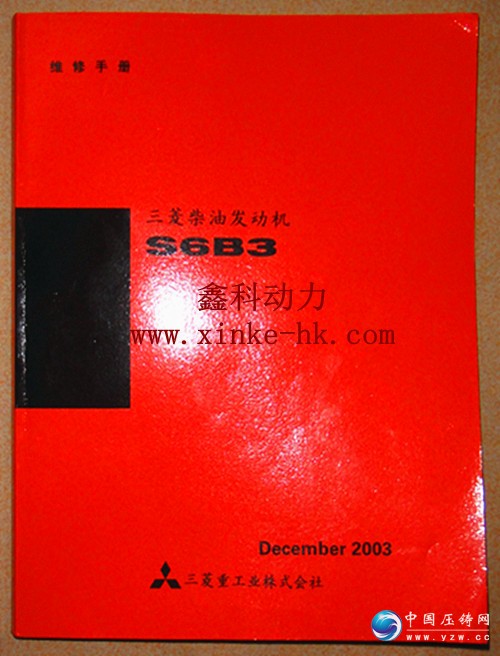 维修手册
三菱柴油发动机
S6B3
鑫科动力
www.xinke-hk.com
December 2003
三菱重工业株式会社
中国压铸网
www.yzw.cc